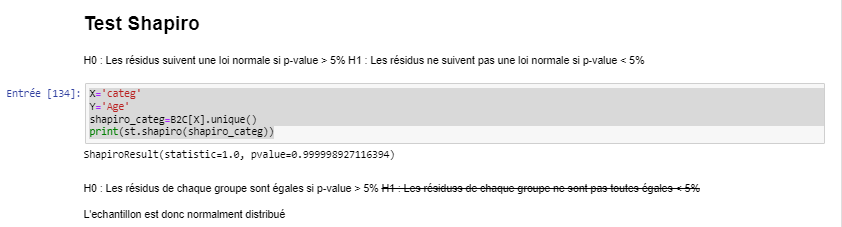 Test Shapiro
H0 : Les résidus suivent une loi normale si p-value > 5% H1 : Les résidus ne suivent pas une loi normale si p-value < 5%
Entrée [134]: X='categ'
Y='Age'
shapiro_categ=B2C[X].unique()
print(st.shapiro(shapiro_categ))
ShapiroResult(statistic=1.0, pvalue=0.999998927116394)
H0 : Les résidus de chaque groupe sont égales si p-value > 5% H1 : Les résiduss de chaque groupe ne sont pas toutes égales < 5%
L'echantillon est donc normalment distribué